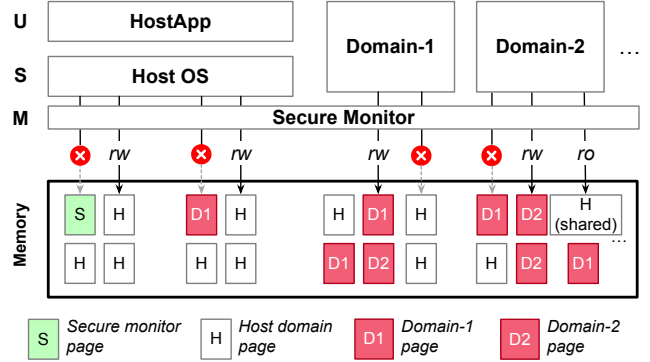 U HostApp
Domain-1 Domain-2 ...
S Host OS
M Secure Monitor
rw rw rw rw ro
Memory
S H D1 H H D1 H D1 D2 H
(shared)
...
H H H H D1 D2 H H D2 D1
S Secure monitor page
H Host domain page
D1 Domain-1 page
D2 Domain-2 page